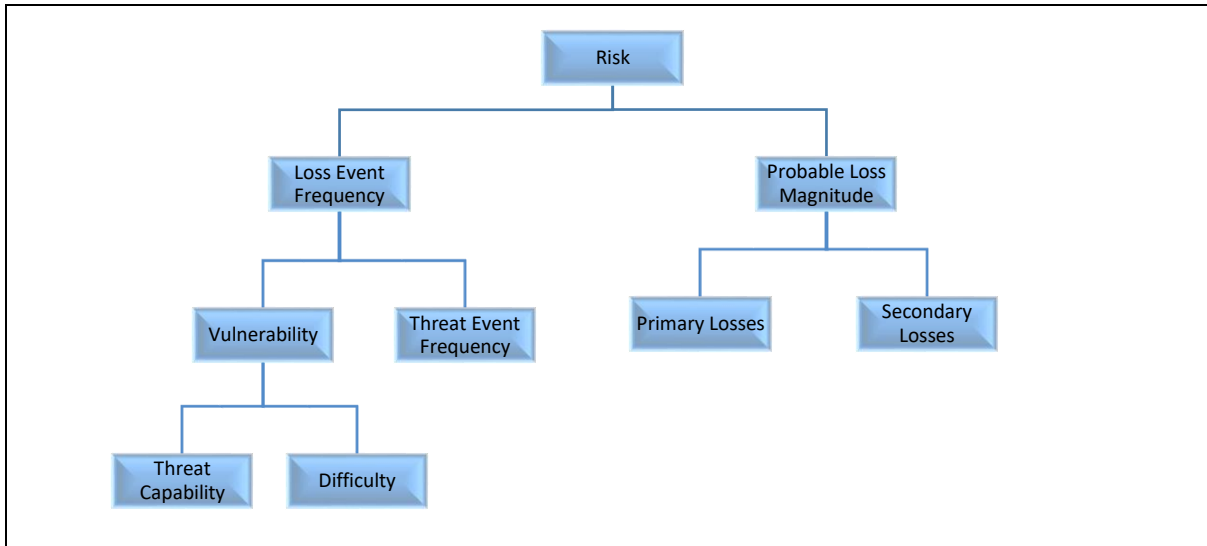 Risk
Loss Event
Frequency
Probable Loss
Magnitude
Vulnerability
Threat Event
Frequency
Primary Losses
Secondary
Losses
Threat
Capability
Difficulty